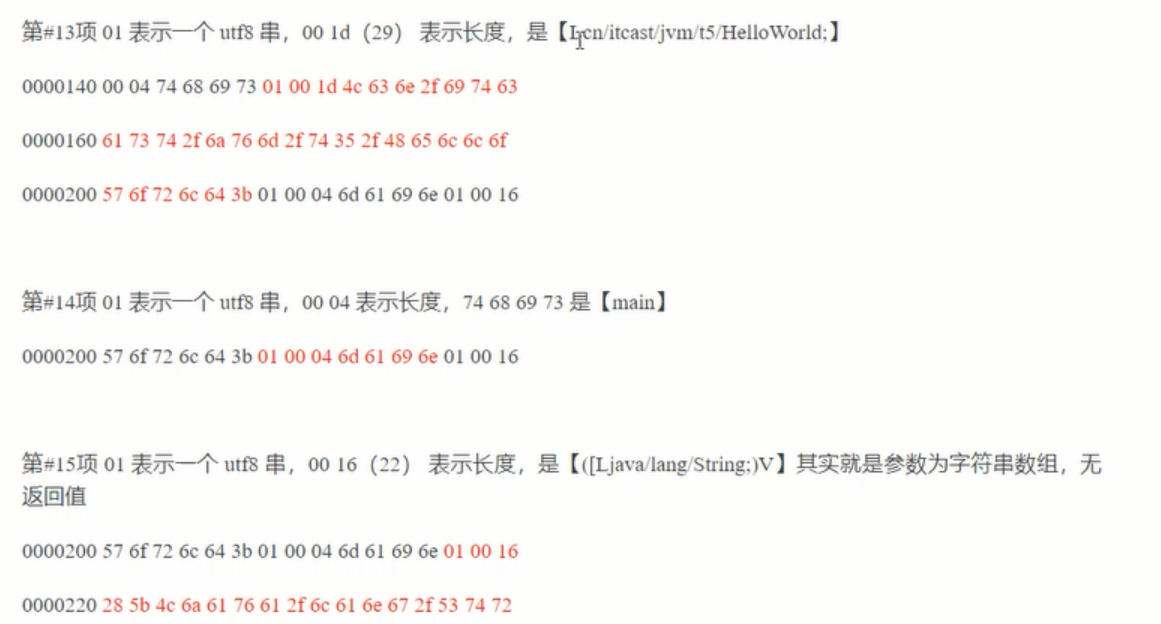 第#13项 01 表示一个 utf8 串，00 1d（29） 表示长度，是【Lcn/itcast/jvm/t5/HelloWorld;】
0000140 00 04 74 68 69 73 01 00 1d 4c 63 6e 2f 69 74 63
0000160 61 73 74 2f 6a 76 6d 2f 74 35 2f 48 65 6c 6c 6f
0000200 57 6f 72 6c 64 3b 01 00 04 6d 61 69 6e 01 00 16
第#14项 01 表示一个 utf8 串，00 04 表示长度，74 68 69 73 是【main】
0000200 57 6f 72 6c 64 3b 01 00 04 6d 61 69 6e 01 00 16
第#15项 01 表示一个 utf8 串，00 16（22） 表示长度，是【([Ljava/lang/String;)V】其实就是参数为字符串数组，无
返回值
0000200 57 6f 72 6c 64 3b 01 00 04 6d 61 69 6e 01 00 16
0000220 28 5b 4c 6a 61 76 61 2f 6c 61 6e 67 2f 53 74 72